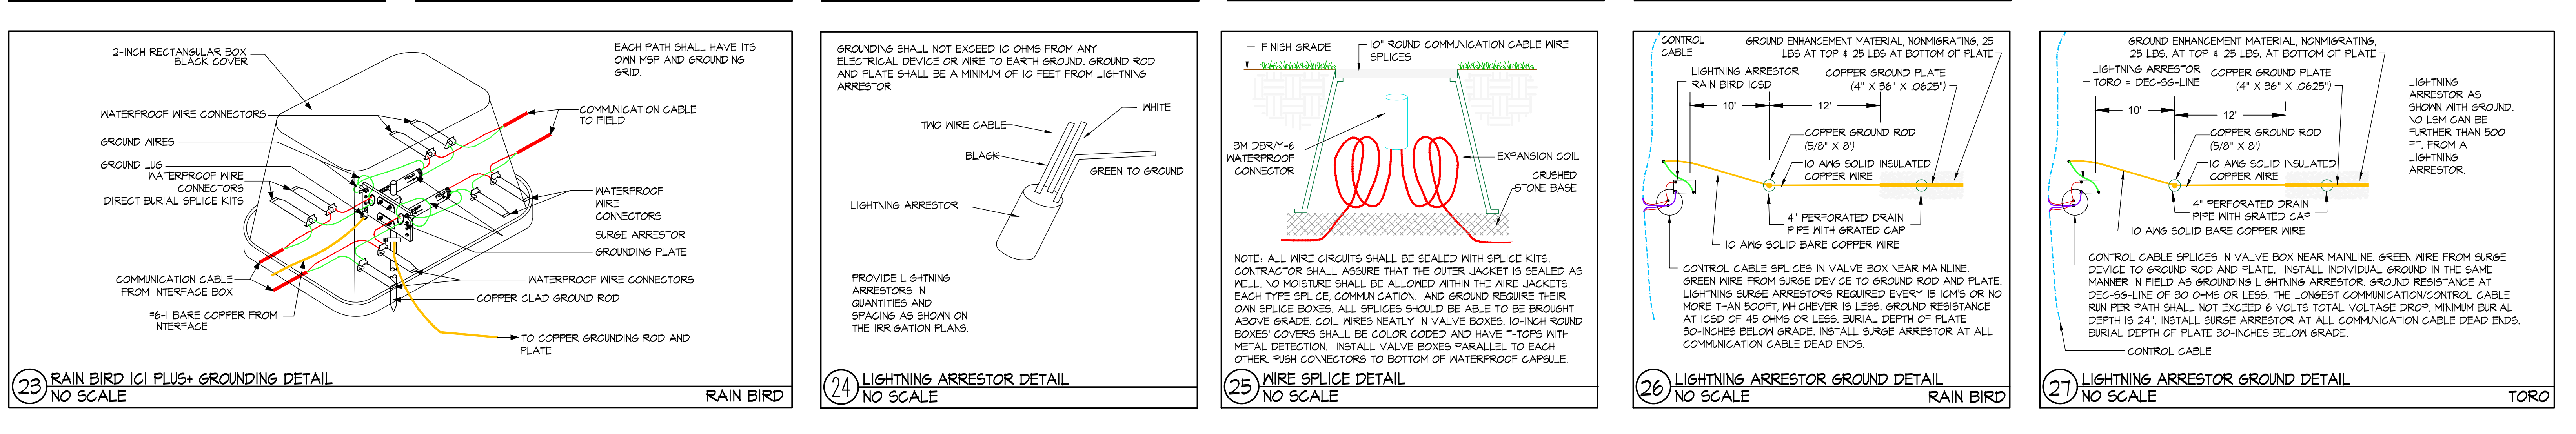 12-INCH RECTANGULAR BOX
BLACK COVER
EACH PATH SHALL HAVE ITS
OWN MSP AND GROUNDING
GRID.
WATERPROOF WIRE CONNECTORS
COMMUNICATION CABLE
TO FIELD
GROUND WIRES
GROUND LUG
WATERPROOF WIRE
CONNECTORS
DIRECT BURIAL SPLICE KITS
WATERPROOF
WIRE
CONNECTORS
SURGE ARRESTOR
GROUNDING PLATE
COMMUNICATION CABLE
FROM INTERFACE BOX
WATERPROOF WIRE CONNECTORS
COPPER CLAD GROUND ROD
#6-1 BARE COPPER FROM
INTERFACE
TO COPPER GROUNDING ROD AND
PLATE
23
RAIN BIRD ICI PLUS+ GROUNDING DETAIL
NO SCALE
RAIN BIRD
GROUNDING SHALL NOT EXCEED 10 OHMS FROM ANY
ELECTRICAL DEVICE OR WIRE TO EARTH GROUND. GROUND ROD
AND PLATE SHALL BE A MINIMUM OF 10 FEET FROM LIGHTNING
ARRESTOR
WHITE
TWO WIRE CABLE
BLACK
GREEN TO GROUND
LIGHTNING ARRESTOR
PROVIDE LIGHTNING
ARRESTORS IN
QUANTITIES AND
SPACING AS SHOWN ON
THE IRRIGATION PLANS.
24
LIGHTNING ARRESTOR DETAIL
NO SCALE
FINISH GRADE
10" ROUND COMMUNICATION CABLE WIRE
SPLICES
3M DBR/Y-6
WATERPROOF
CONNECTOR
EXPANSION COIL
CRUSHED
STONE BASE
NOTE: ALL WIRE CIRCUITS SHALL BE SEALED WITH SPLICE KITS.
CONTRACTOR SHALL ASSURE THAT THE OUTER JACKET IS SEALED AS
WELL. NO MOISTURE SHALL BE ALLOWED WITHIN THE WIRE JACKETS.
EACH TYPE SPLICE, COMMUNICATION, AND GROUND REQUIRE THEIR
OWN SPLICE BOXES. ALL SPLICES SHOULD BE ABLE TO BE BROUGHT
ABOVE GRADE. COIL WIRES NEATLY IN VALVE BOXES. 10-INCH ROUND
BOXES' COVERS SHALL BE COLOR CODED AND HAVE T-TOPS WITH
METAL DETECTION. INSTALL VALVE BOXES PARALLEL TO EACH
OTHER. PUSH CONNECTORS TO BOTTOM OF WATERPROOF CAPSULE.
25
WIRE SPLICE DETAIL
NO SCALE
CONTROL
CABLE
GROUND ENHANCEMENT MATERIAL, NONMIGRATING, 25
LBS AT TOP & 25 LBS. AT BOTTOM OF PLATE
LIGHTNING ARRESTOR
RAIN BIRD ICSD
COPPER GROUND PLATE
(4" X 36" X .0625")
10'
12'
COPPER GROUND ROD
(5/8" X 8')
10 AWG SOLID INSULATED
COPPER WIRE
4" PERFORATED DRAIN
PIPE WITH GRATED CAP
10 AWG SOLID BARE COPPER WIRE
CONTROL CABLE SPLICES IN VALVE BOX NEAR MAINLINE.
GREEN WIRE FROM SURGE DEVICE TO GROUND ROD AND PLATE.
LIGHTNING SURGE ARRESTORS REQUIRED EVERY 15 ICM'S OR NO
MORE THAN 500FT, WHICHEVER IS LESS. GROUND RESISTANCE
AT ICSD OF 45 OHMS OR LESS. BURIAL DEPTH OF PLATE
30-INCHES BELOW GRADE. INSTALL SURGE ARRESTOR AT ALL
COMMUNICATION CABLE DEAD ENDS.
26
LIGHTNING ARRESTOR GROUND DETAIL
NO SCALE
RAIN BIRD
GROUND ENHANCEMENT MATERIAL, NONMIGRATING,
25 LBS. AT TOP & 25 LBS. AT BOTTOM OF PLATE
LIGHTNING ARRESTOR
TORO = DEC-SG-LINE
COPPER GROUND PLATE
(4" X 36" X .0625")
LIGHTNING
ARRESTOR AS
SHOWN WITH GROUND.
NO LSM CAN BE
FURTHER THAN 500
FT. FROM A
LIGHTNING
ARRESTOR.
10'
12'
COPPER GROUND ROD
(5/8" X 8')
10 AWG SOLID INSULATED
COPPER WIRE
4" PERFORATED DRAIN
PIPE WITH GRATED CAP
10 AWG SOLID BARE COPPER WIRE
CONTROL CABLE SPLICES IN VALVE BOX NEAR MAINLINE. GREEN WIRE FROM SURGE
DEVICE TO GROUND ROD AND PLATE. INSTALL INDIVIDUAL GROUND IN THE SAME
MANNER IN FIELD AS GROUNDING LIGHTNING ARRESTOR. GROUND RESISTANCE AT
DEC-SG-LINE OF 30 OHMS OR LESS. THE LONGEST COMMUNICATION/CONTROL CABLE
RUN PER PATH SHALL NOT EXCEED 6 VOLTS TOTAL VOLTAGE DROP. MINIMUM BURIAL
DEPTH IS 24". INSTALL SURGE ARRESTOR AT ALL COMMUNICATION CABLE DEAD ENDS.
BURIAL DEPTH OF PLATE 30-INCHES BELOW GRADE.
CONTROL CABLE
27
LIGHTNING ARRESTOR GROUND DETAIL
NO SCALE
TORO